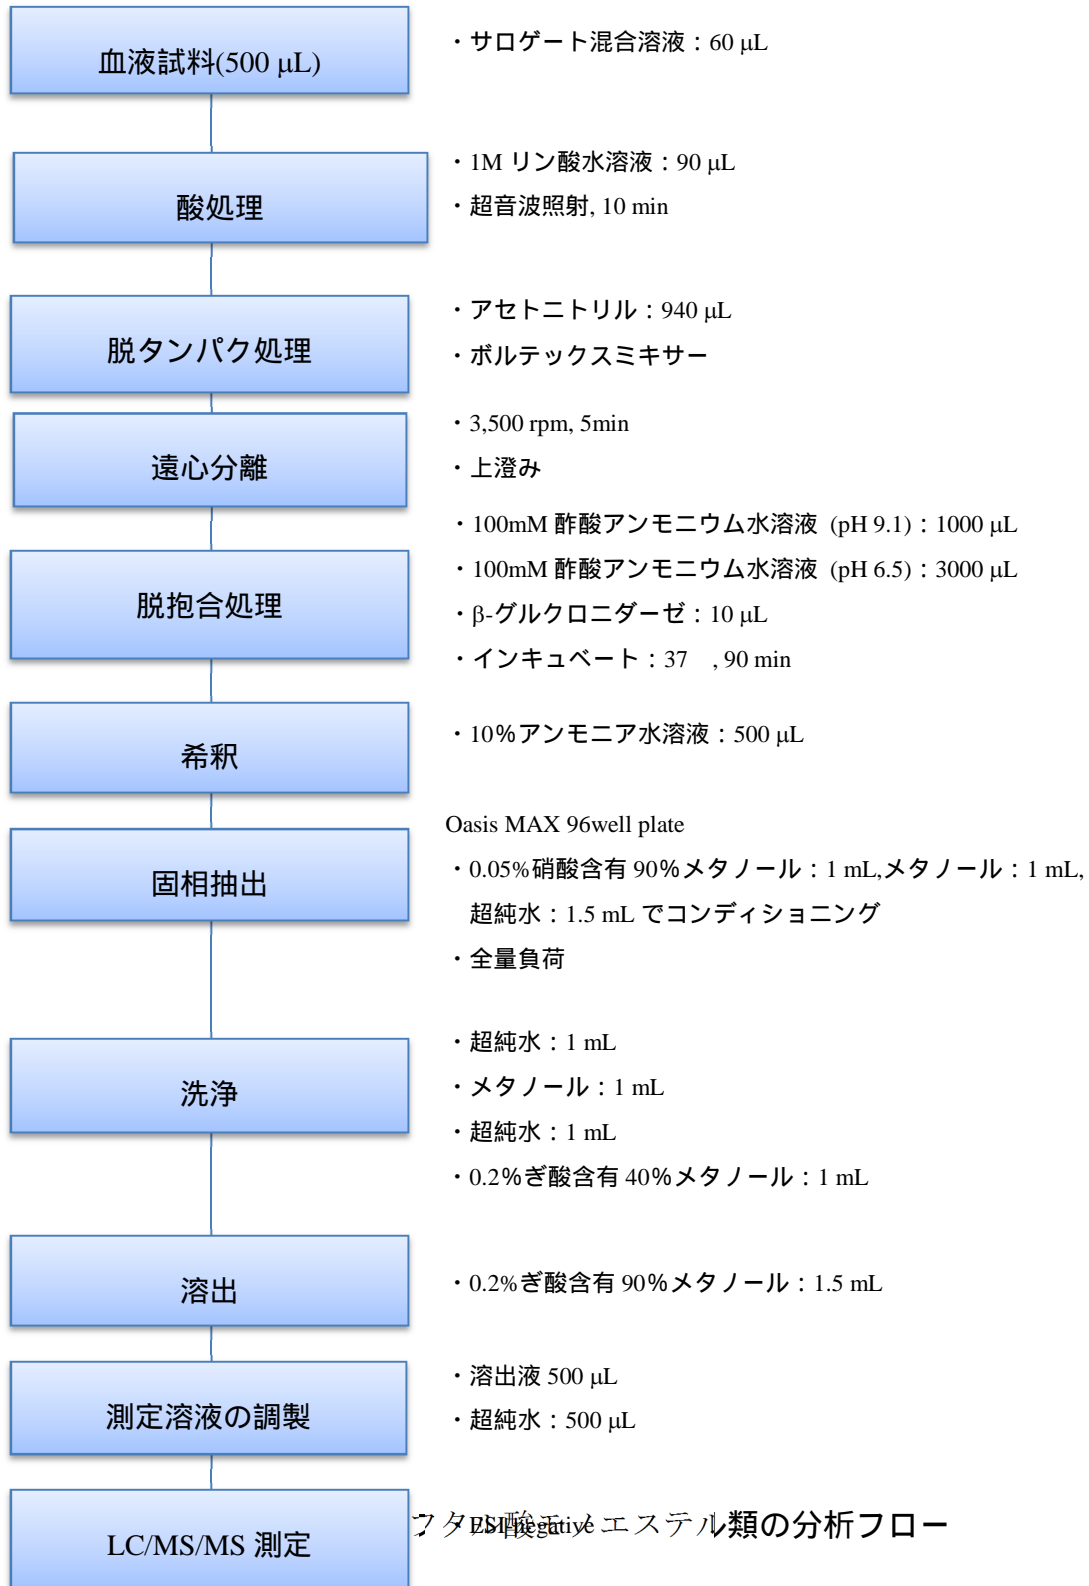 血液試料(500 μL)
・サロゲート混合溶液：60 μL
酸処理
・1M リン酸水溶液：90 μL
・超音波照射, 10 min
脱タンパク処理
・アセトニトリル：940 μL
・ボルテックスミキサー
遠心分離
・3,500 rpm, 5min
・上澄み
脱抱合処理
・100mM 酢酸アンモニウム水溶液 (pH 9.1)：1000 μL
・100mM 酢酸アンモニウム水溶液 (pH 6.5)：3000 μL
・β-グルクロニダーゼ：10 μL
・インキュベート：37　, 90 min
希釈
・10％アンモニア水溶液：500 μL
固相抽出
Oasis MAX 96well plate
・0.05%硝酸含有 90％メタノール：1 mL,メタノール：1 mL,
超純水：1.5 mL でコンディショニング
・全量負荷
洗浄
・超純水：1 mL
・メタノール：1 mL
・超純水：1 mL
・0.2％ぎ酸含有 40％メタノール：1 mL
溶出
・0.2%ぎ酸含有 90％メタノール：1.5 mL
測定溶液の調製
・溶出液 500 μL
・超純水：500 μL
LC/MS/MS 測定
・ESI negative
フタル酸モノエステル類の分析フロー